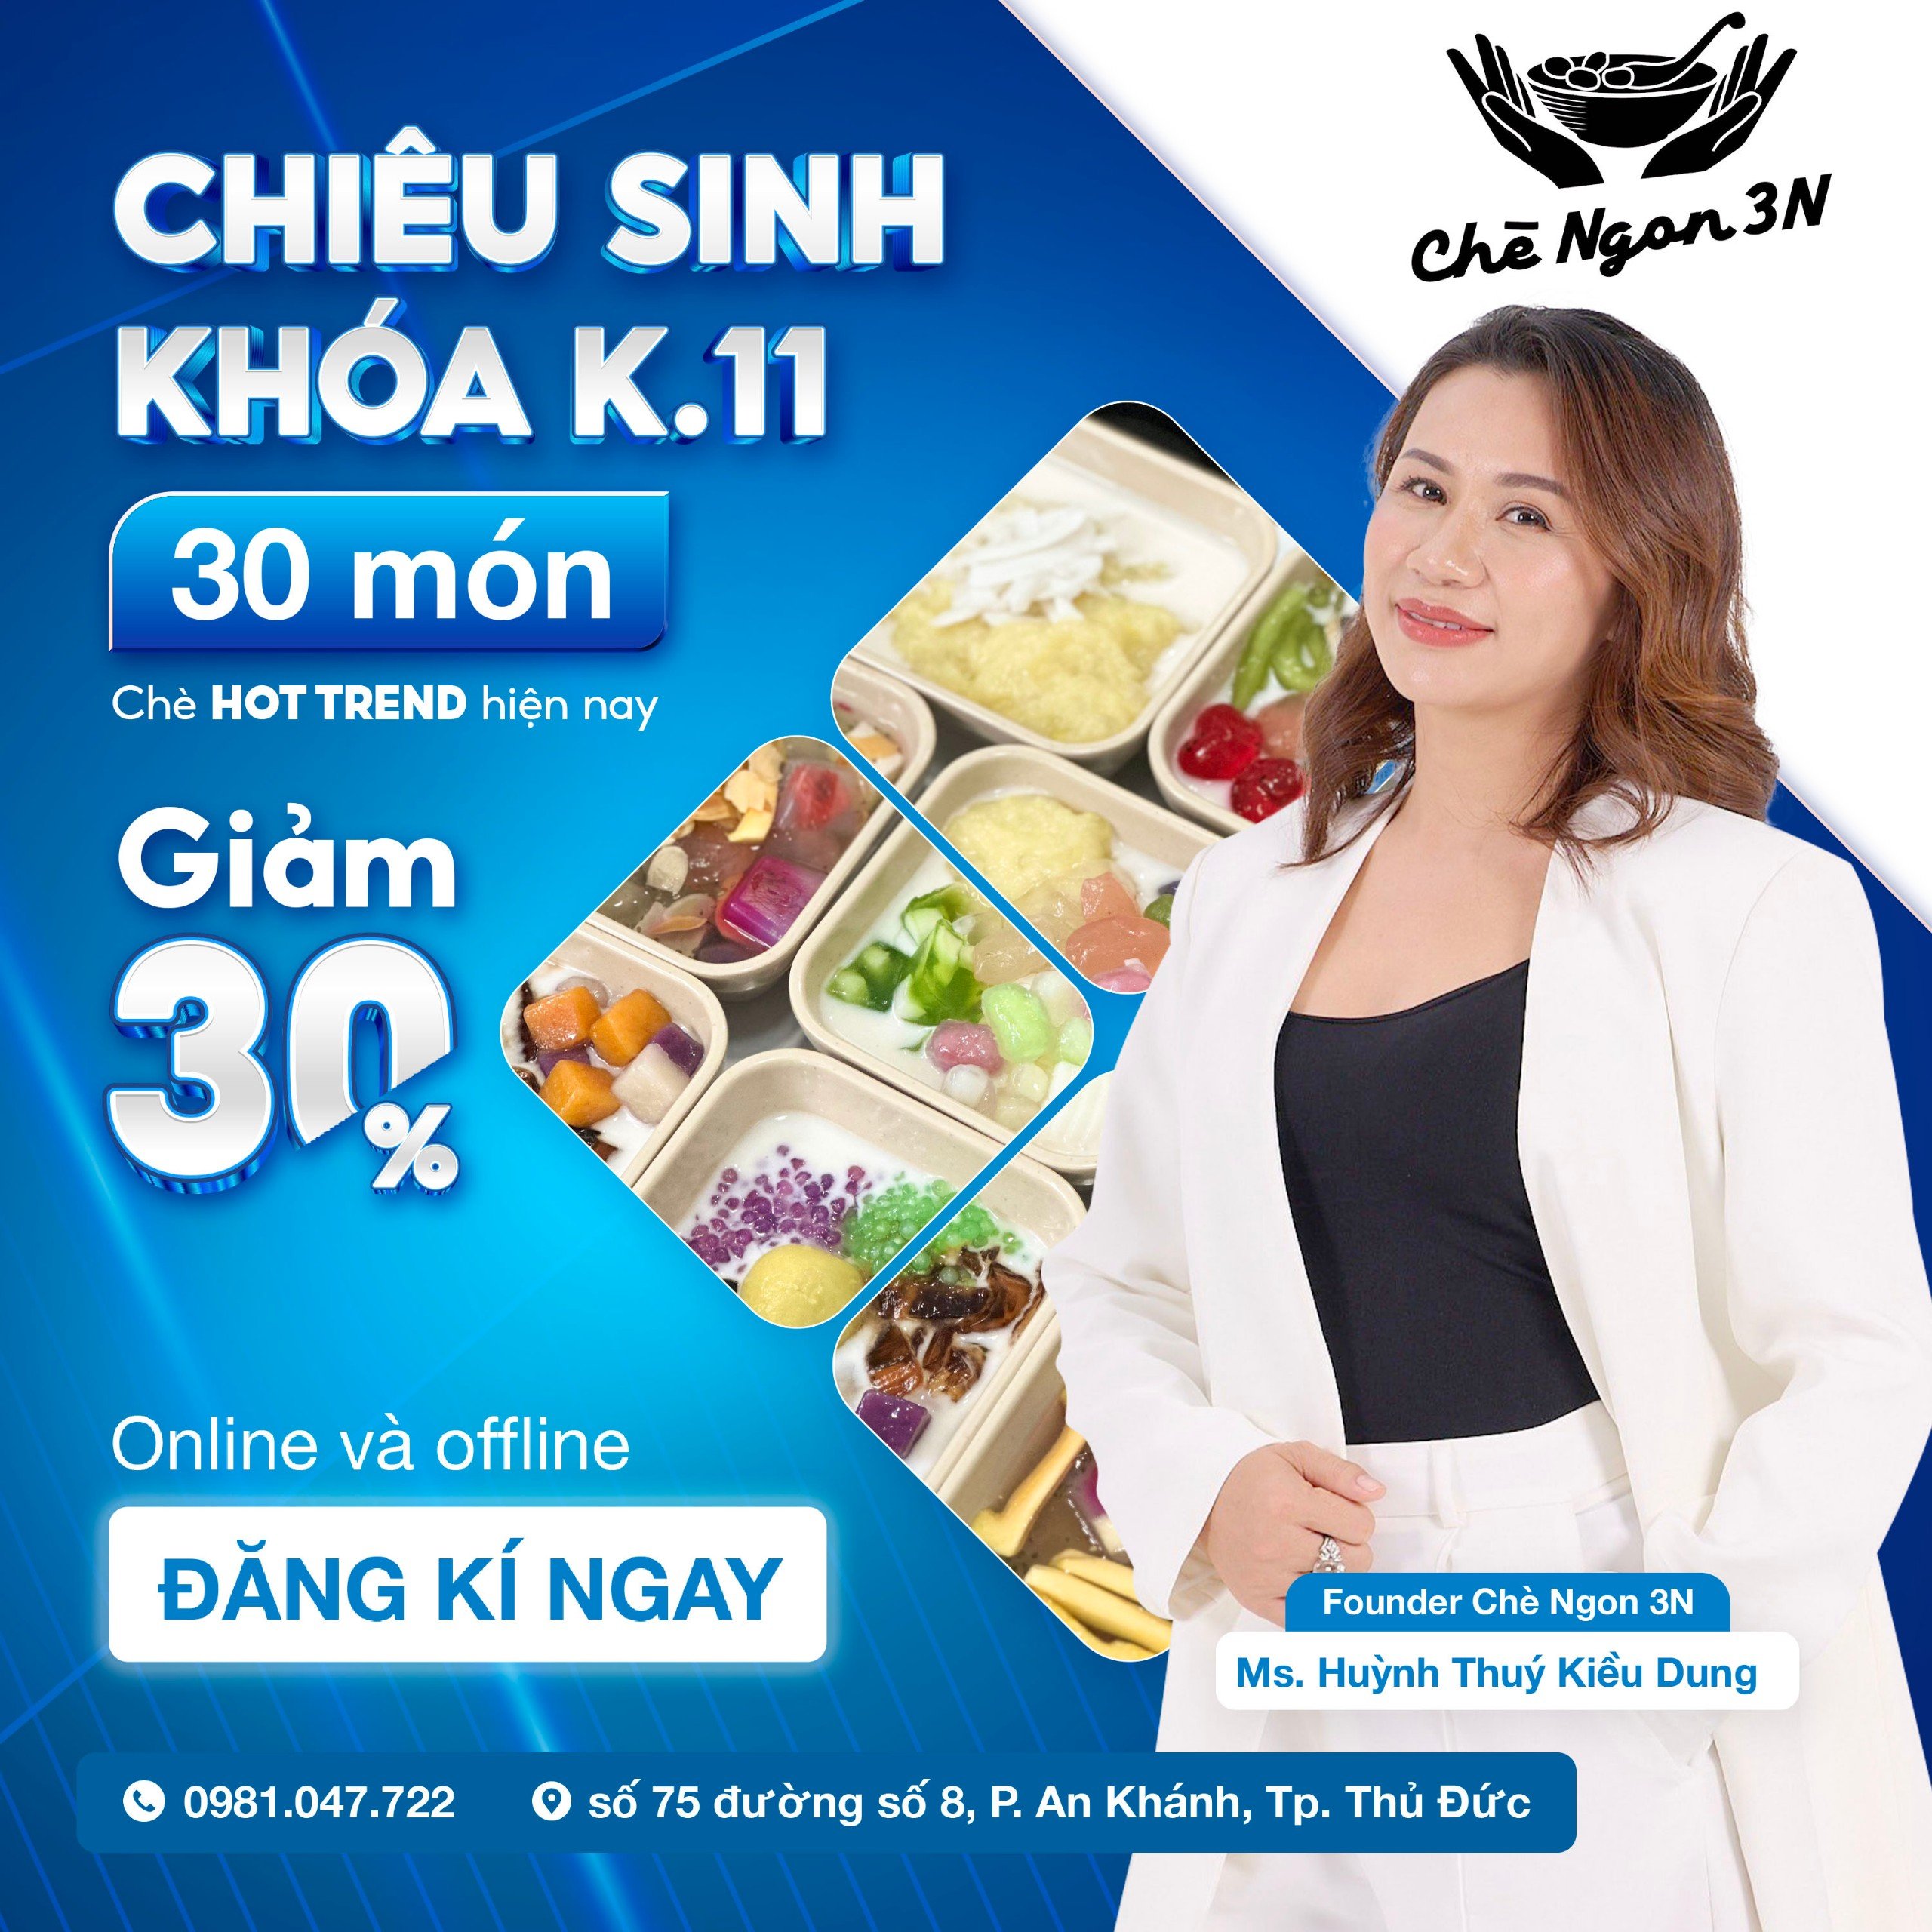 Chè Ngon 3N
CHIÊU SINH
KHÓA K.11
30 món
Chè HOT TREND hiện nay
Giảm
30%
Online và offline
ĐĂNG KÍ NGAY
Founder Chè Ngon 3N
Ms. Huỳnh Thuý Kiều Dung
0981.047.722
số 75 đường số 8, P. An Khánh, Tp. Thủ Đức